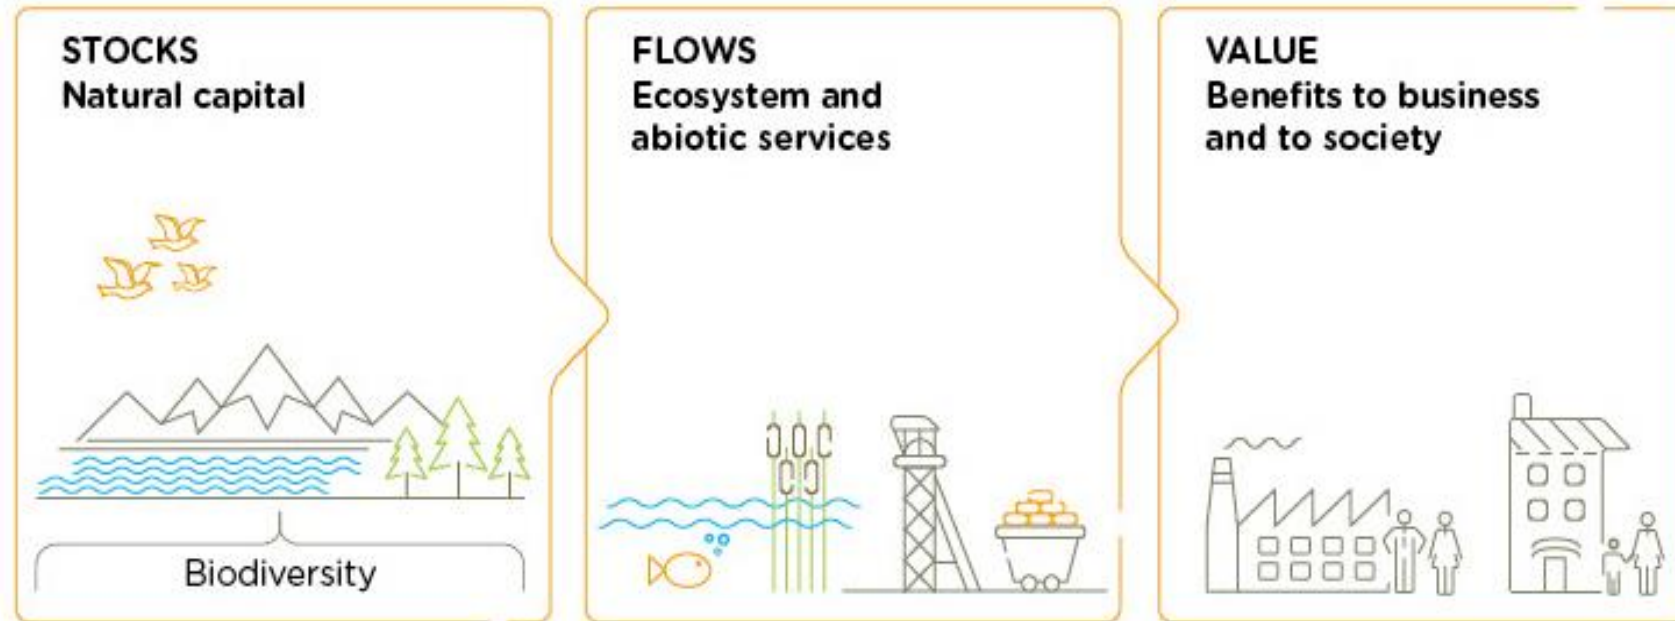 STOCKS
Natural capital
FLOWS
Ecosystem and
abiotic services
VALUE
Benefits to business
and to society
Biodiversity